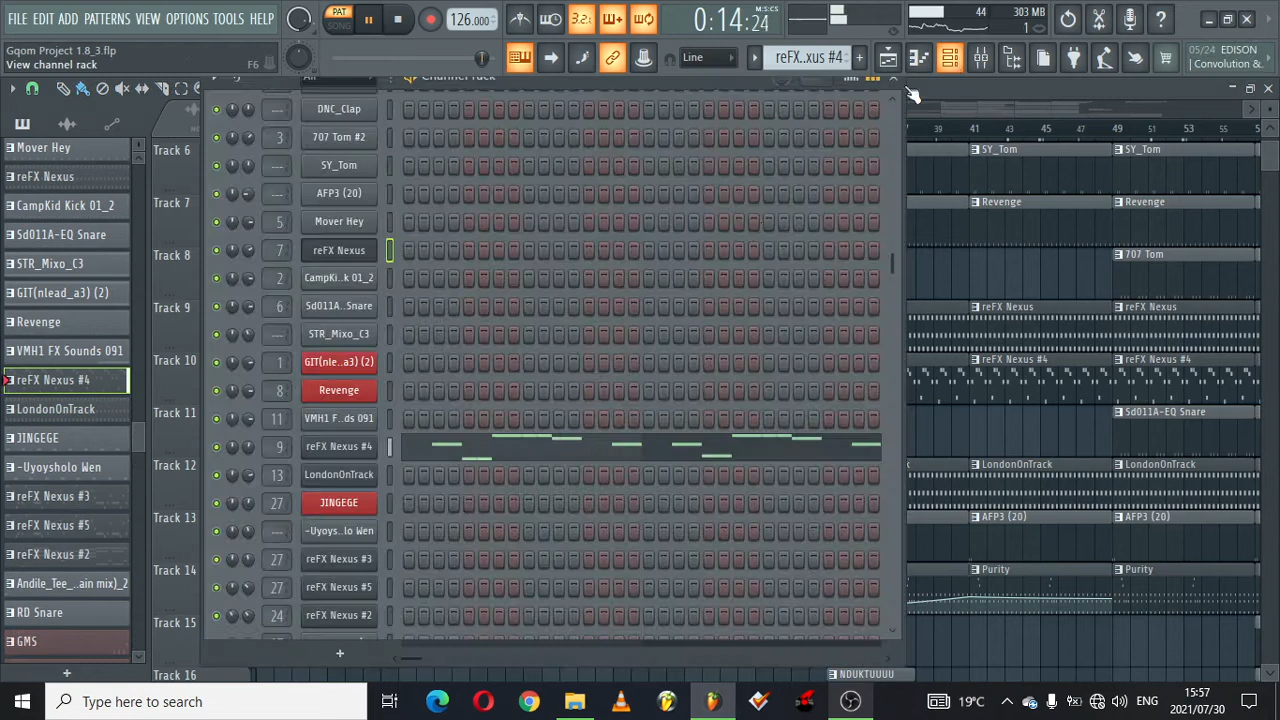 FILE EDIT ADD PATTERNS VIEW OPTIONS TOOLS HELP
PAT
SONG
126.000
3.2
0:14:24
M:S:CS
44
303 MB
1
Gqom Project 1.8_3.flp
View channel rack
F6
Line
reFX..xus #4
05/24 EDISON
Convolution &..
All
Channel rack
Mover Hey
reFX Nexus
CampKid Kick 01_2
Sd011A-EQ Snare
STR_Mixo_C3
GIT(nlead_a3) (2)
Revenge
VMH1 FX Sounds 091
reFX Nexus #4
LondonOnTrack
JINGEGE
-Uyoysholo Wen
reFX Nexus #3
reFX Nexus #5
reFX Nexus #2
Andile_Tee_..ain mix)_2
RD Snare
GMS
Track 6
Track 7
Track 8
Track 9
Track 10
Track 11
Track 12
Track 13
Track 14
Track 15
Track 16
--- DNC_Clap
3 707 Tom #2
--- SY_Tom
--- AFP3 (20)
5 Mover Hey
7 reFX Nexus
2 CampKi..k 01_2
6 Sd011A..Snare
--- STR_Mixo_C3
1 GIT(nle..a3) (2)
8 Revenge
11 VMH1 F..ds 091
9 reFX Nexus #4
13 LondonOnTrack
27 JINGEGE
--- -Uyoys..lo Wen
27 reFX Nexus #3
27 reFX Nexus #5
24 reFX Nexus #2
39 41 43 45 47 49 51 53 55
SY_Tom SY_Tom
Revenge Revenge
707 Tom
reFX Nexus reFX Nexus
reFX Nexus #4 reFX Nexus #4
Sd011A-EQ Snare
LondonOnTrack LondonOnTrack
AFP3 (20) AFP3 (20)
Purity Purity
NDUKTUUUU
Type here to search
19°C
ENG
15:57
2021/07/30